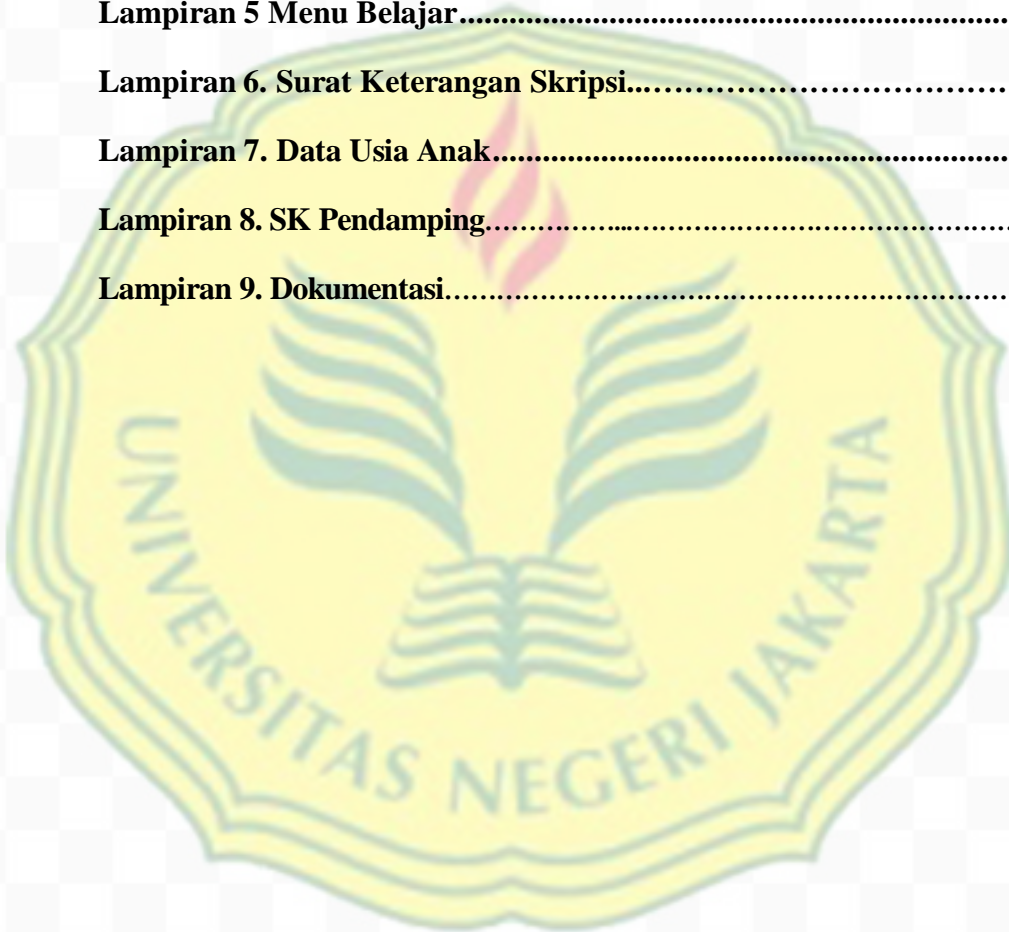 Lampiran 5 Menu Belajar..............................................................
Lampiran 6. Surat Keterangan Skripsi...……………………………
Lampiran 7. Data Usia Anak..............................................................
Lampiran 8. SK Pendamping……………...………………………………
Lampiran 9. Dokumentasi……………………………………………………
UNIVERSITAS NEGERI JAKARTA